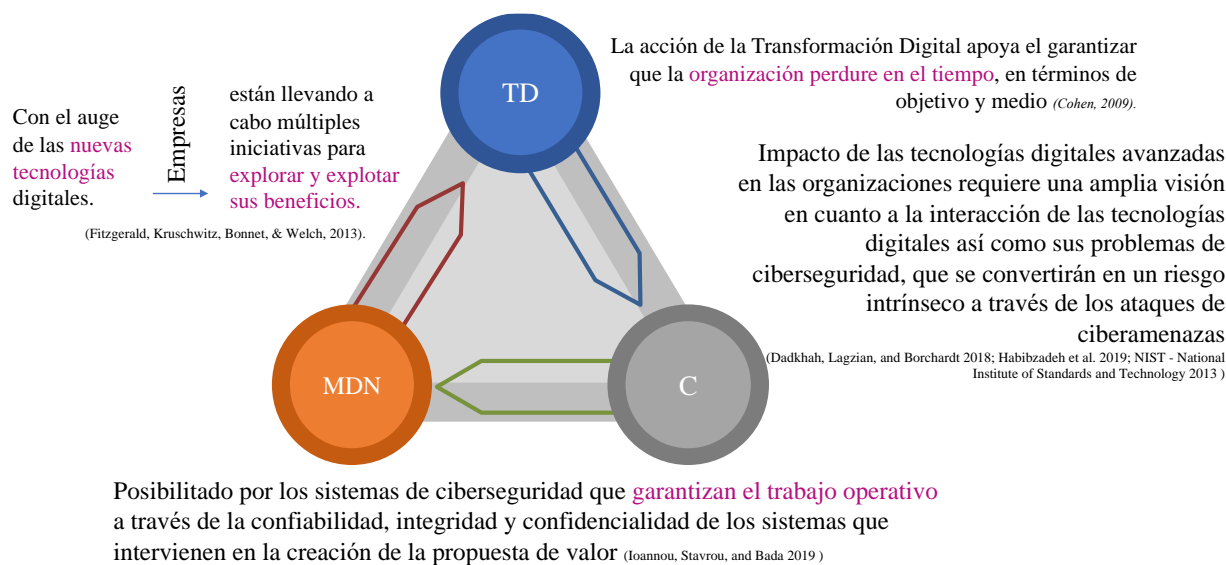 Con el auge
de las nuevas
tecnologías
digitales.
Empresas
están llevando a
cabo múltiples
iniciativas para
explorar y explotar
sus beneficios.
(Fitzgerald, Kruschwitz, Bonnet, & Welch, 2013).
TD
La acción de la Transformación Digital apoya el garantizar
que la organización perdure en el tiempo, en términos de
objetivo y medio (Cohen, 2009).
Impacto de las tecnologías digitales avanzadas
en las organizaciones requiere una amplia visión
en cuanto a la interacción de las tecnologías
digitales así como sus problemas de
ciberseguridad, que se convertirán en un riesgo
intrínseco a través de los ataques de
ciberamenazas
(Dadkhah, Lagzian, and Borchardt 2018; Habibzadeh et al. 2019; NIST - National
Institute of Standards and Technology 2013 )
MDN
C
Posibilitado por los sistemas de ciberseguridad que garantizan el trabajo operativo
a través de la confiabilidad, integridad y confidencialidad de los sistemas que
intervienen en la creación de la propuesta de valor (Ioannou, Stavrou, and Bada 2019 )